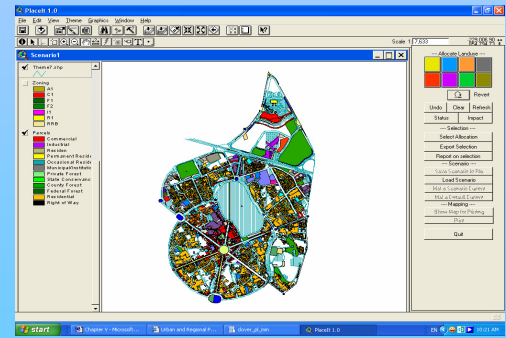 PlaceIt 1.0
File Edit View Theme Graphics Window Help
Scale 1: 7,633
Scenario1
Theme7.shp
Zoning
A1
C1
F1
F2
I1
R1
RRB
Parcels
Commercial
Industrial
Residen
Permanent Reside
Occasional Reside
Municipal/Institutio
Private Forest
State Conservanc
County Forest
Federal Forest
Residential
Right of Way
--- Allocate Landuse ---
Revert
Undo Clear Refresh
Status Impact
--- Selection ---
Select Allocation
Export Selection
Report on selection
--- Scenario ---
Save Scenario to File
Load Scenario
Make Scenario Current
Make Default Current
--- Mapping ---
Show Map for Printing
Print
Quit
start
Chapter V - Microsoft...
Urban and Regional P...
PlaceIt 1.0
EN
10:21 AM